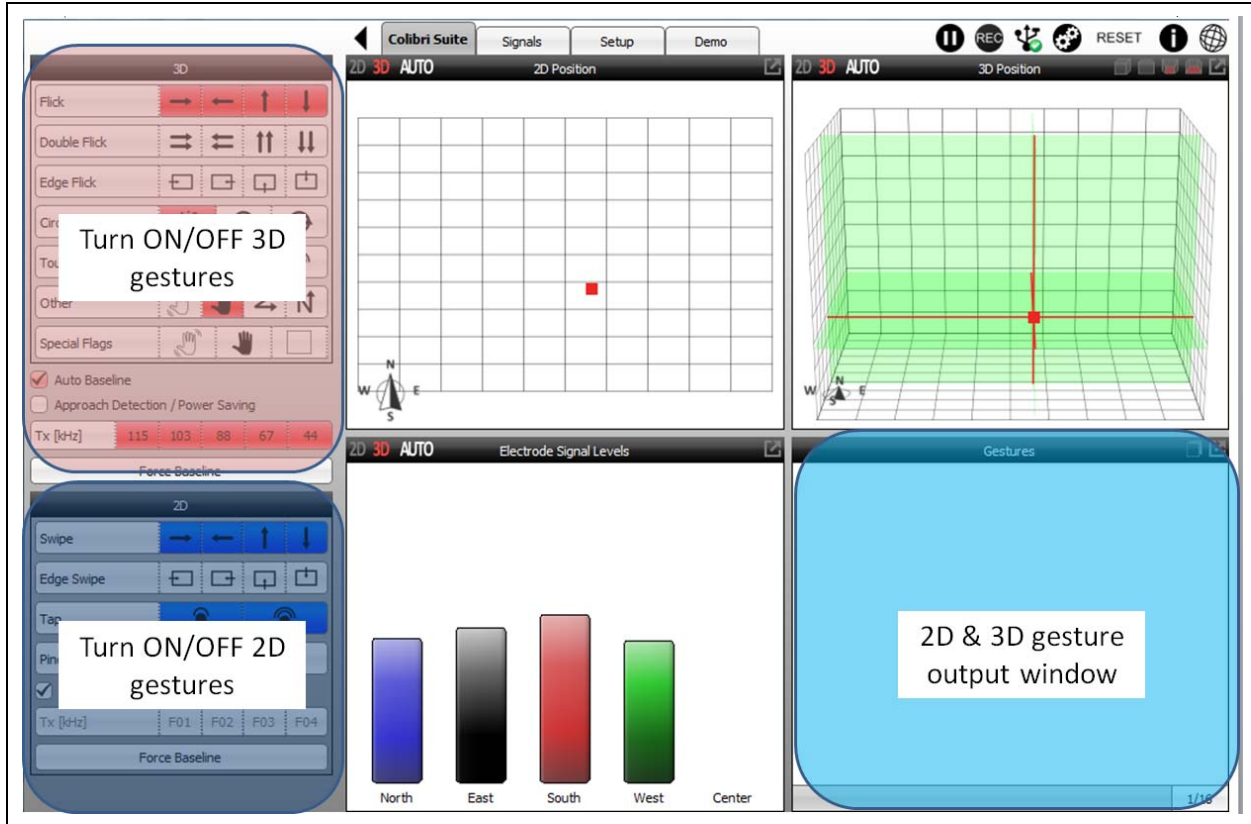 Colibri Suite
Signals
Setup
Demo
REC
RESET
3D
Flick
Double Flick
Edge Flick
Turn ON/OFF 3D
gestures
Other
Special Flags
Auto Baseline
Approach Detection / Power Saving
Tx [kHz] 115 103 88 67 44
Force Baseline
2D
Swipe
Edge Swipe
Tap
Turn ON/OFF 2D
gestures
Tx [kHz] F01 F02 F03 F04
Force Baseline
2D 3D AUTO 2D Position
N
W E
S
2D 3D AUTO 3D Position
N
W E
S
2D 3D AUTO Electrode Signal Levels
North East South West Center
Gestures
2D & 3D gesture
output window
1/16